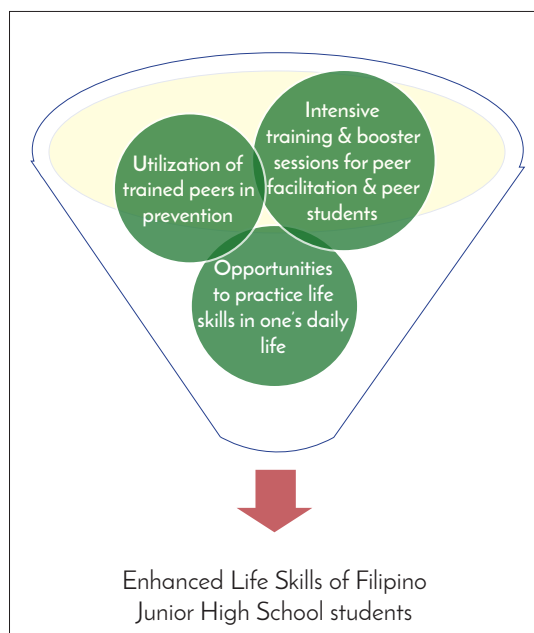 Utilization of
trained peers in
prevention
Intensive
training & booster
sessions for peer
facilitation & peer
students
Opportunities
to practice life
skills in one's daily
life
Enhanced Life Skills of Filipino
Junior High School students